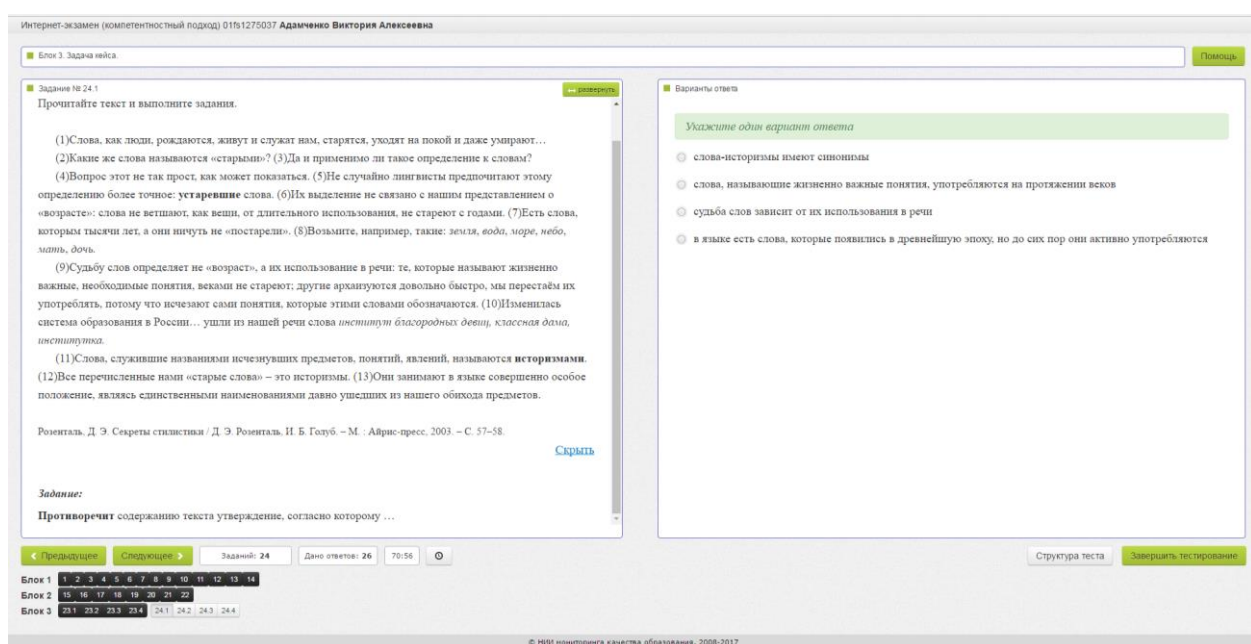 Интернет-экзамен (компетентностный подход) 01fs1275037 Адамченко Виктория Алексеевна
Блок 3. Задача кейса.
Помощь
Задание № 24.1
развернуть
Прочитайте текст и выполните задания.
(1)Слова, как люди, рождаются, живут и служат нам, старятся, уходят на покой и даже умирают…
(2)Какие же слова называются «старыми»? (3)Да и применимо ли такое определение к словам?
(4)Вопрос этот не так прост, как может показаться. (5)Не случайно лингвисты предпочитают этому
определению более точное: устаревшие слова. (6)Их выделение не связано с нашим представлением о
«возрасте»: слова не ветшают, как вещи, от длительного использования, не стареют с годами. (7)Есть слова,
которым тысячи лет, а они ничуть не «постарели». (8)Возьмите, например, такие: земля, вода, море, небо,
мать, дочь.
(9)Судьбу слов определяет не «возраст», а их использование в речи: те, которые называют жизненно
важные, необходимые понятия, веками не стареют; другие архаизуются довольно быстро, мы перестаём их
употреблять, потому что исчезают сами понятия, которые этими словами обозначаются. (10)Изменилась
система образования в России… ушли из нашей речи слова институт благородных девиц, классная дама,
институтка.
(11)Слова, служившие названиями исчезнувших предметов, понятий, явлений, называются историзмами.
(12)Все перечисленные нами «старые слова» – это историзмы. (13)Они занимают в языке совершенно особое
положение, являясь единственными наименованиями давно ушедших из нашего обихода предметов.
Розенталь, Д. Э. Секреты стилистики / Д. Э. Розенталь, И. Б. Голуб. – М. : Айрис-пресс, 2003. – С. 57–58.
Скрыть
Задание:
Противоречит содержанию текста утверждение, согласно которому …
Варианты ответа
Укажите один вариант ответа
слова-историзмы имеют синонимы
слова, называющие жизненно важные понятия, употребляются на протяжении веков
судьба слов зависит от их использования в речи
в языке есть слова, которые появились в древнейшую эпоху, но до сих пор они активно употребляются
Предыдущее Следующее Заданий: 24 Дано ответов: 26 70:56
Структура теста Завершить тестирование
Блок 1 1 2 3 4 5 6 7 8 9 10 11 12 13 14
Блок 2 15 16 17 18 19 20 21 22
Блок 3 23.1 23.2 23.3 23.4 24.1 24.2 24.3 24.4
© НИИ мониторинга качества образования, 2008-2017